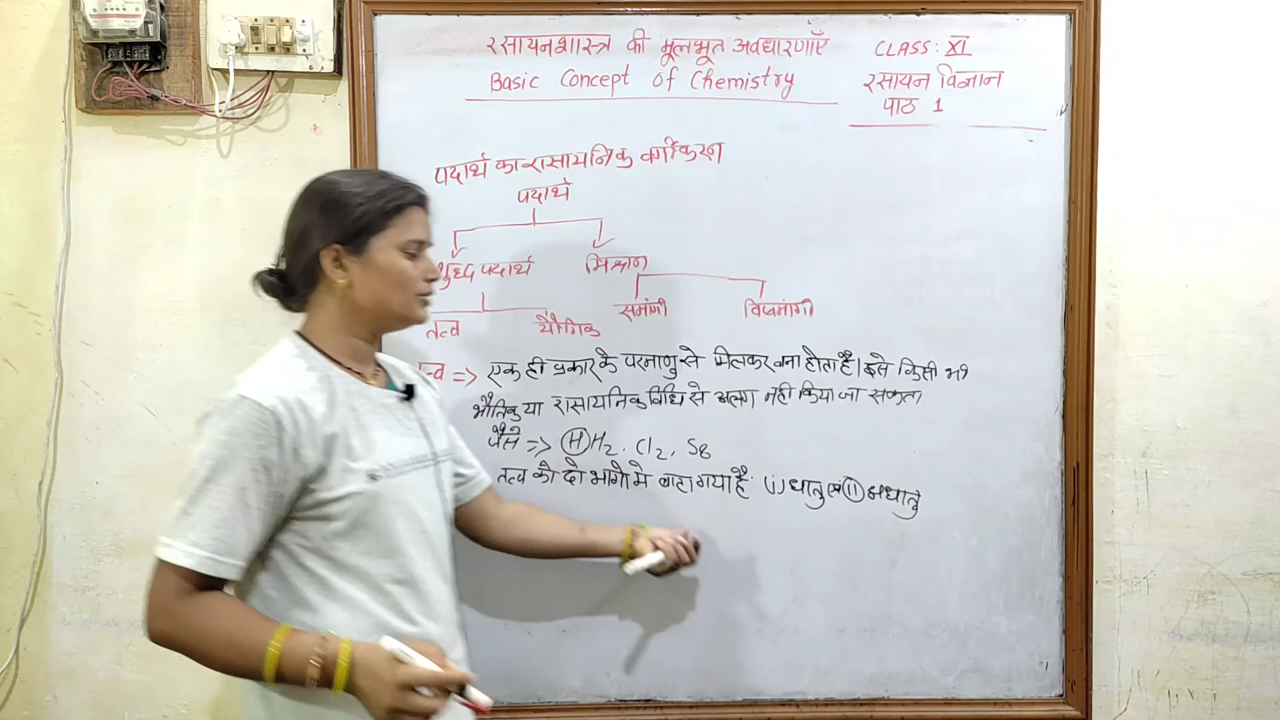 रसायनशास्त्र की मूलभूत अवधारणाएँ
Basic Concept Of Chemistry
CLASS: XI
रसायन विज्ञान
पाठ 1
पदार्थ का रासायनिक वर्गीकरण
पदार्थ
शुद्ध पदार्थ मिश्रण
तत्व यौगिक समांगी विषमांगी
त्व => एक ही प्रकार के परमाणु से मिलकर बना होता है। इसे किसी भी
भौतिक या रासायनिक विधि से अलग नही किया जा सकता
जैसे => (H) H2. Cl2, S8
तत्व को दो भागो मे बाटा गया है (i) धातु एवं (ii) अधातु